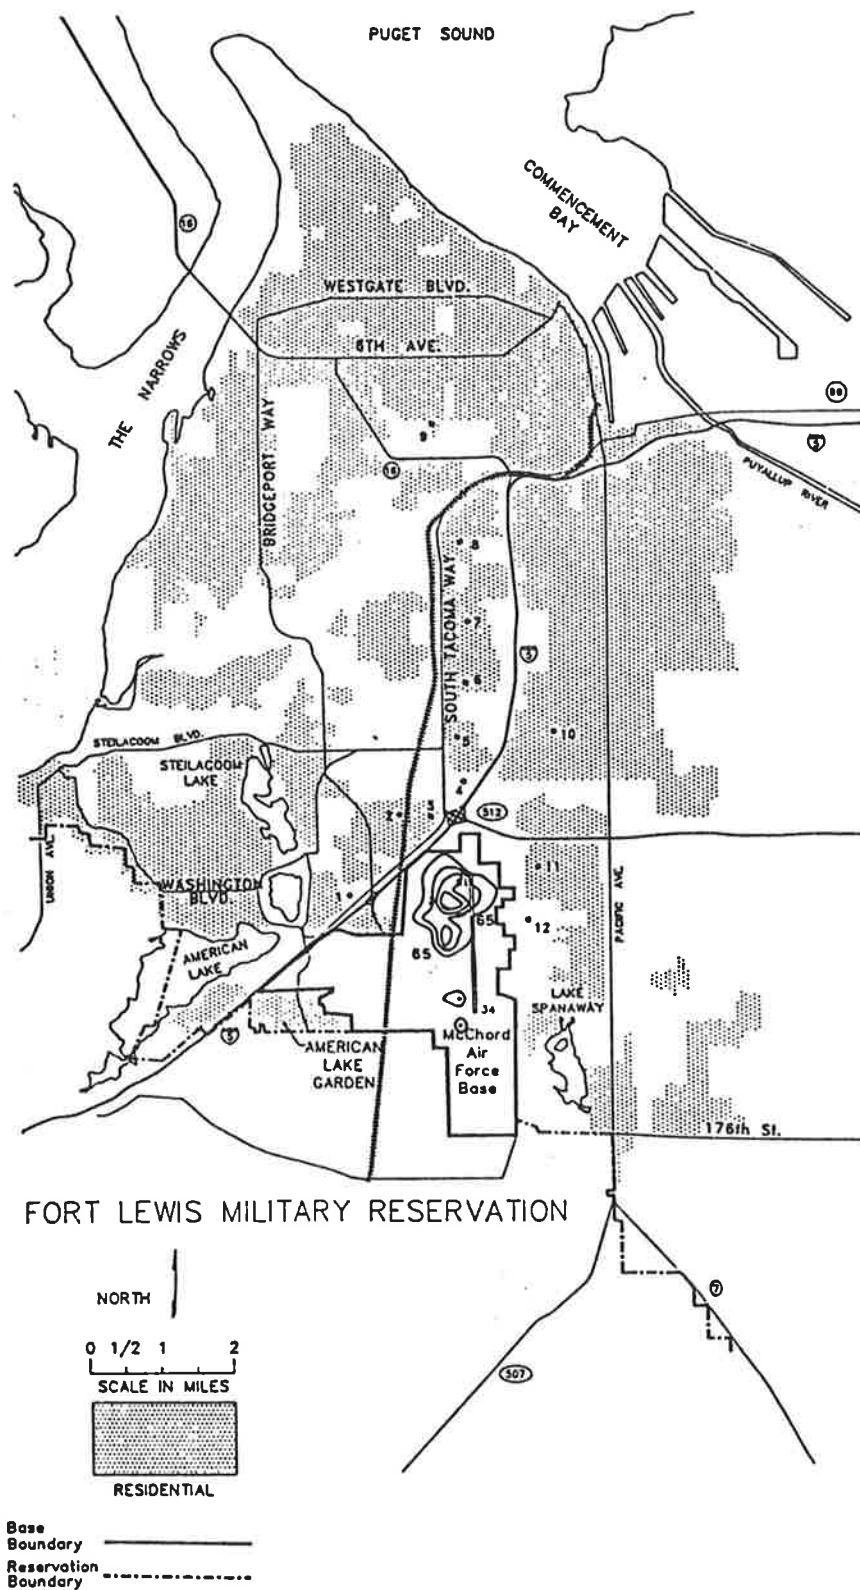 PUGET SOUND
COMMENCEMENT
BAY
16
WESTGATE BLVD.
6TH AVE.
THE NARROWS
BRIDGEPORT WAY
9
16
99
5
PUYALLUP RIVER
8
SOUTH TACOMA WAY
7
5
6
STEILACOOM BLVD.
5
10
STEILACOOM
LAKE
4
2
3
512
UNION AVE.
WASHINGTON
BLVD.
1
11
PACIFIC AVE.
65
12
65
AMERICAN
LAKE
LAKE
SPANAWAY
34
5
AMERICAN
LAKE
GARDEN
McChord
Air
Force
Base
176th St.
FORT LEWIS MILITARY RESERVATION
NORTH
7
0 1/2 1 2
SCALE IN MILES
507
RESIDENTIAL
Base
Boundary
Reservation
Boundary